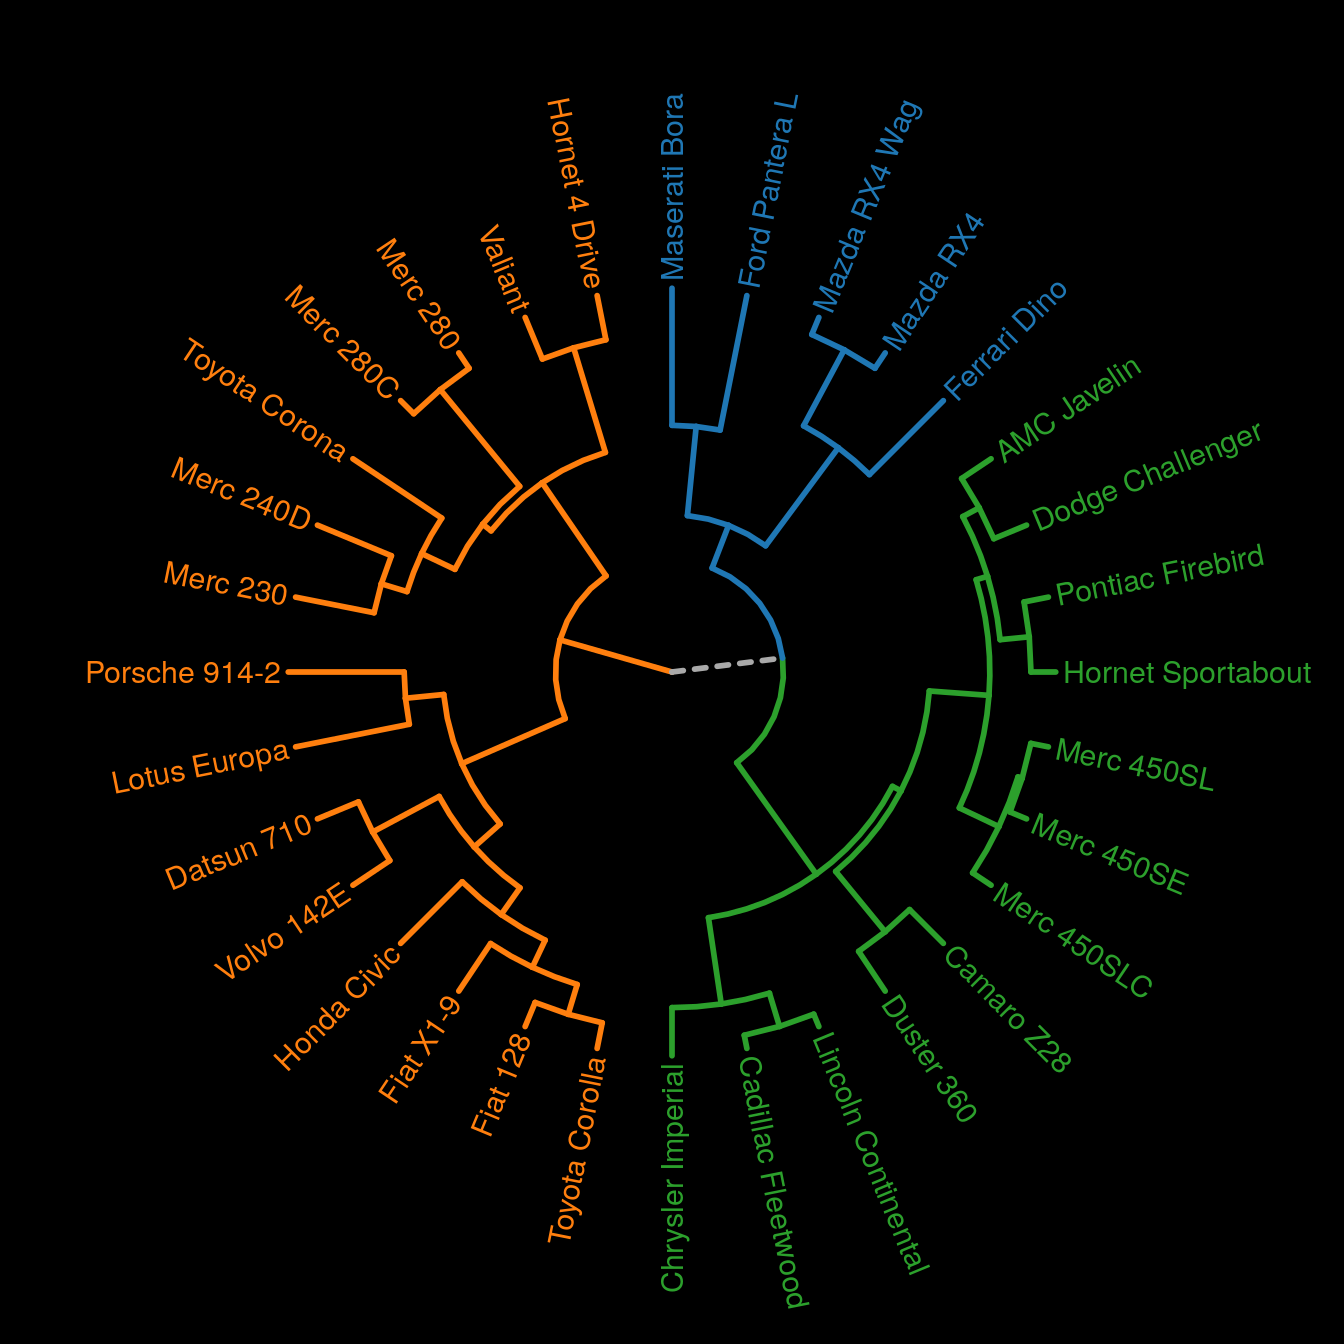 Maserati Bora
Ford Pantera L
Mazda RX4 Wag
Mazda RX4
Ferrari Dino
AMC Javelin
Dodge Challenger
Pontiac Firebird
Hornet Sportabout
Merc 450SL
Merc 450SE
Merc 450SLC
Camaro Z28
Duster 360
Lincoln Continental
Cadillac Fleetwood
Chrysler Imperial
Toyota Corolla
Fiat 128
Fiat X1-9
Honda Civic
Volvo 142E
Datsun 710
Lotus Europa
Porsche 914-2
Merc 230
Merc 240D
Toyota Corona
Merc 280C
Merc 280
Valiant
Hornet 4 Drive